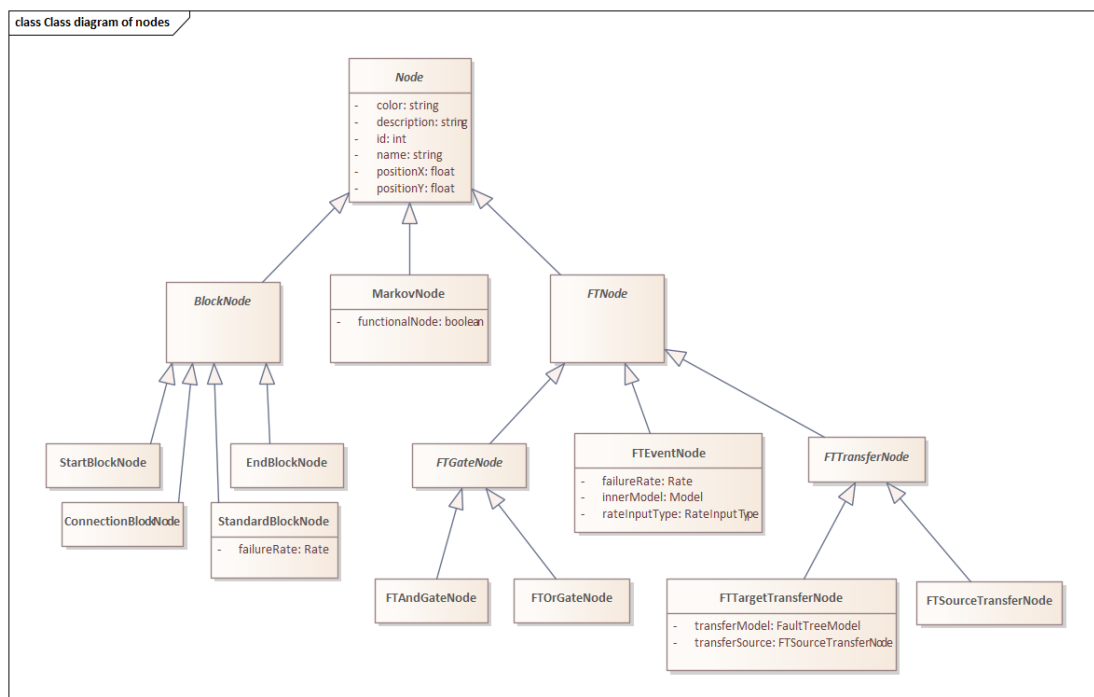 class Class diagram of nodes
Node
- color: string
- description: string
- id: int
- name: string
- positionX: float
- positionY: float
BlockNode
MarkovNode
- functionalNode: boolean
FTNode
StartBlockNode
EndBlockNode
ConnectionBlockNode
StandardBlockNode
- failureRate: Rate
FTGateNode
FTEventNode
- failureRate: Rate
- innerModel: Model
- rateInputType: RateInputType
FTTransferNode
FTAndGateNode
FTOrGateNode
FTTargetTransferNode
- transferModel: FaultTreeModel
- transferSource: FTSourceTransferNode
FTSourceTransferNode